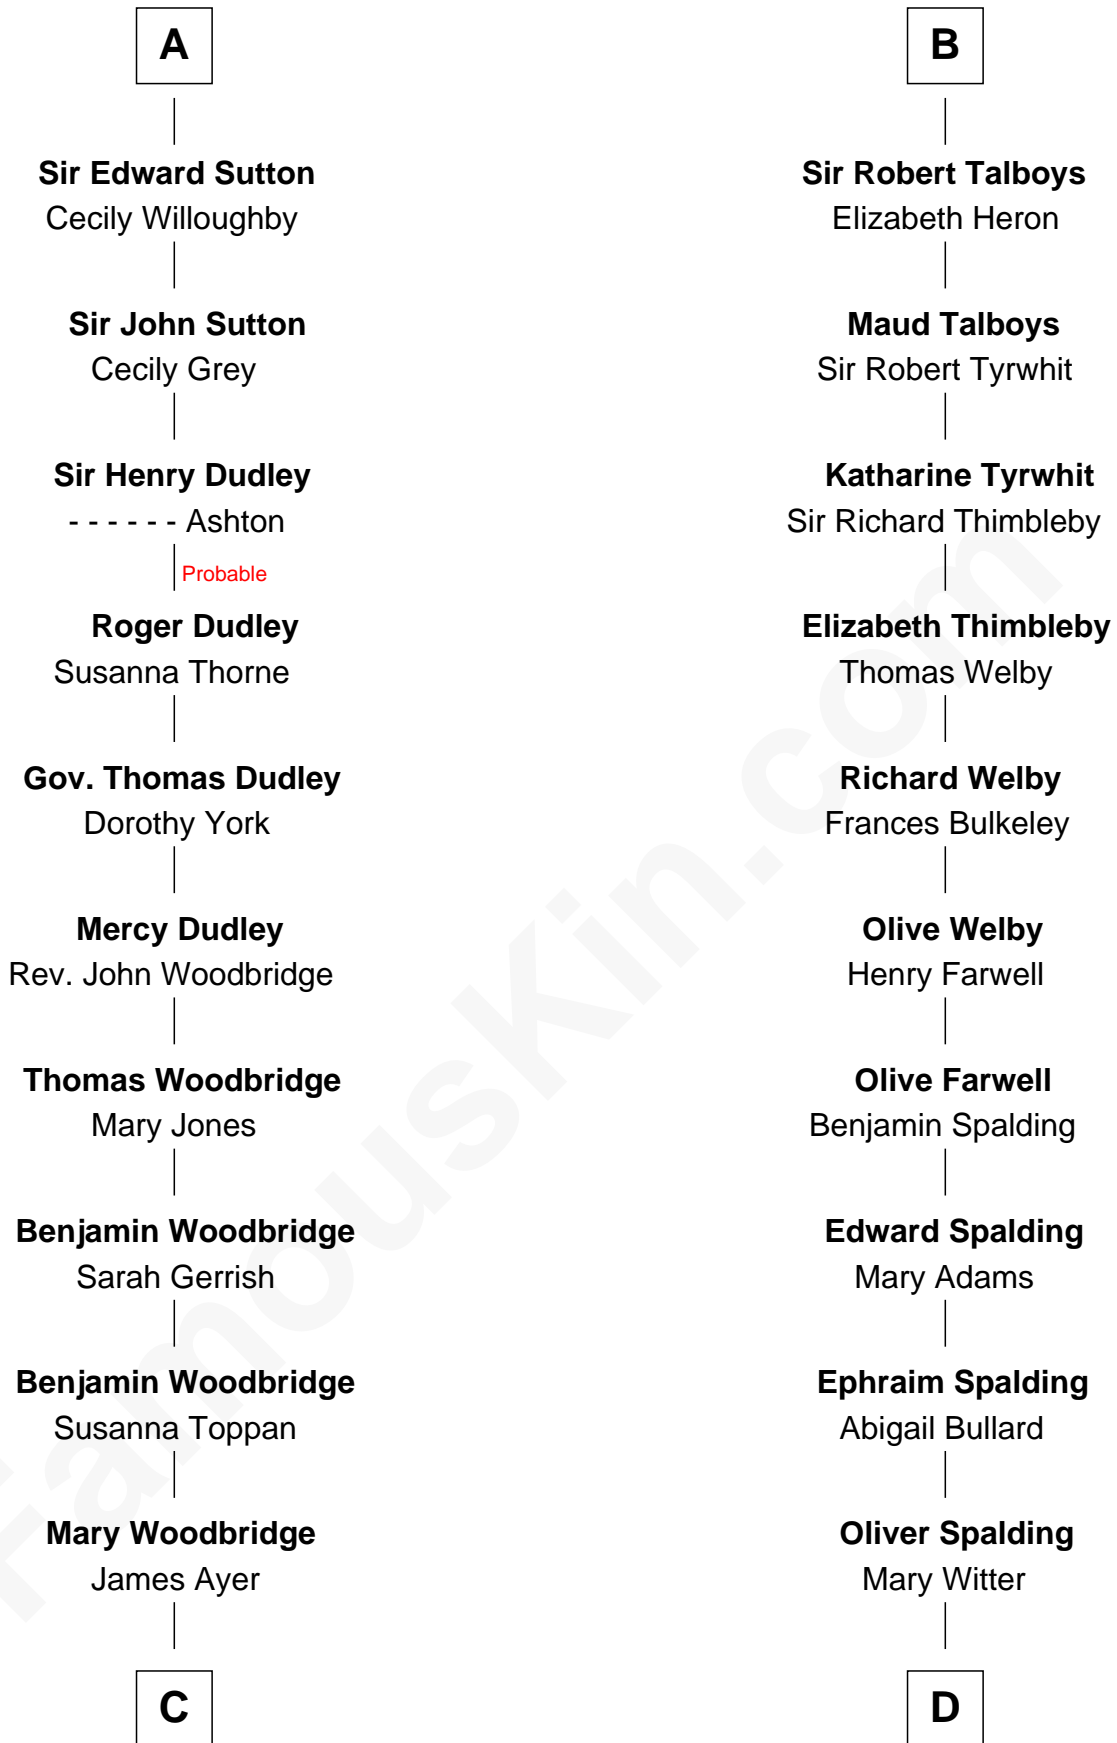 A
Sir Edward Sutton
Cecily Willoughby
Sir John Sutton
Cecily Grey
Sir Henry Dudley
- - - - - - Ashton
Probable
Roger Dudley
Susanna Thorne
Gov. Thomas Dudley
Dorothy York
Mercy Dudley
Rev. John Woodbridge
Thomas Woodbridge
Mary Jones
Benjamin Woodbridge
Sarah Gerrish
Benjamin Woodbridge
Susanna Toppan
Mary Woodbridge
James Ayer
C
B
Sir Robert Talboys
Elizabeth Heron
Maud Talboys
Sir Robert Tyrwhit
Katharine Tyrwhit
Sir Richard Thimbleby
Elizabeth Thimbleby
Thomas Welby
Richard Welby
Frances Bulkeley
Olive Welby
Henry Farwell
Olive Farwell
Benjamin Spalding
Edward Spalding
Mary Adams
Ephraim Spalding
Abigail Bullard
Oliver Spalding
Mary Witter
D
FamousKin.com